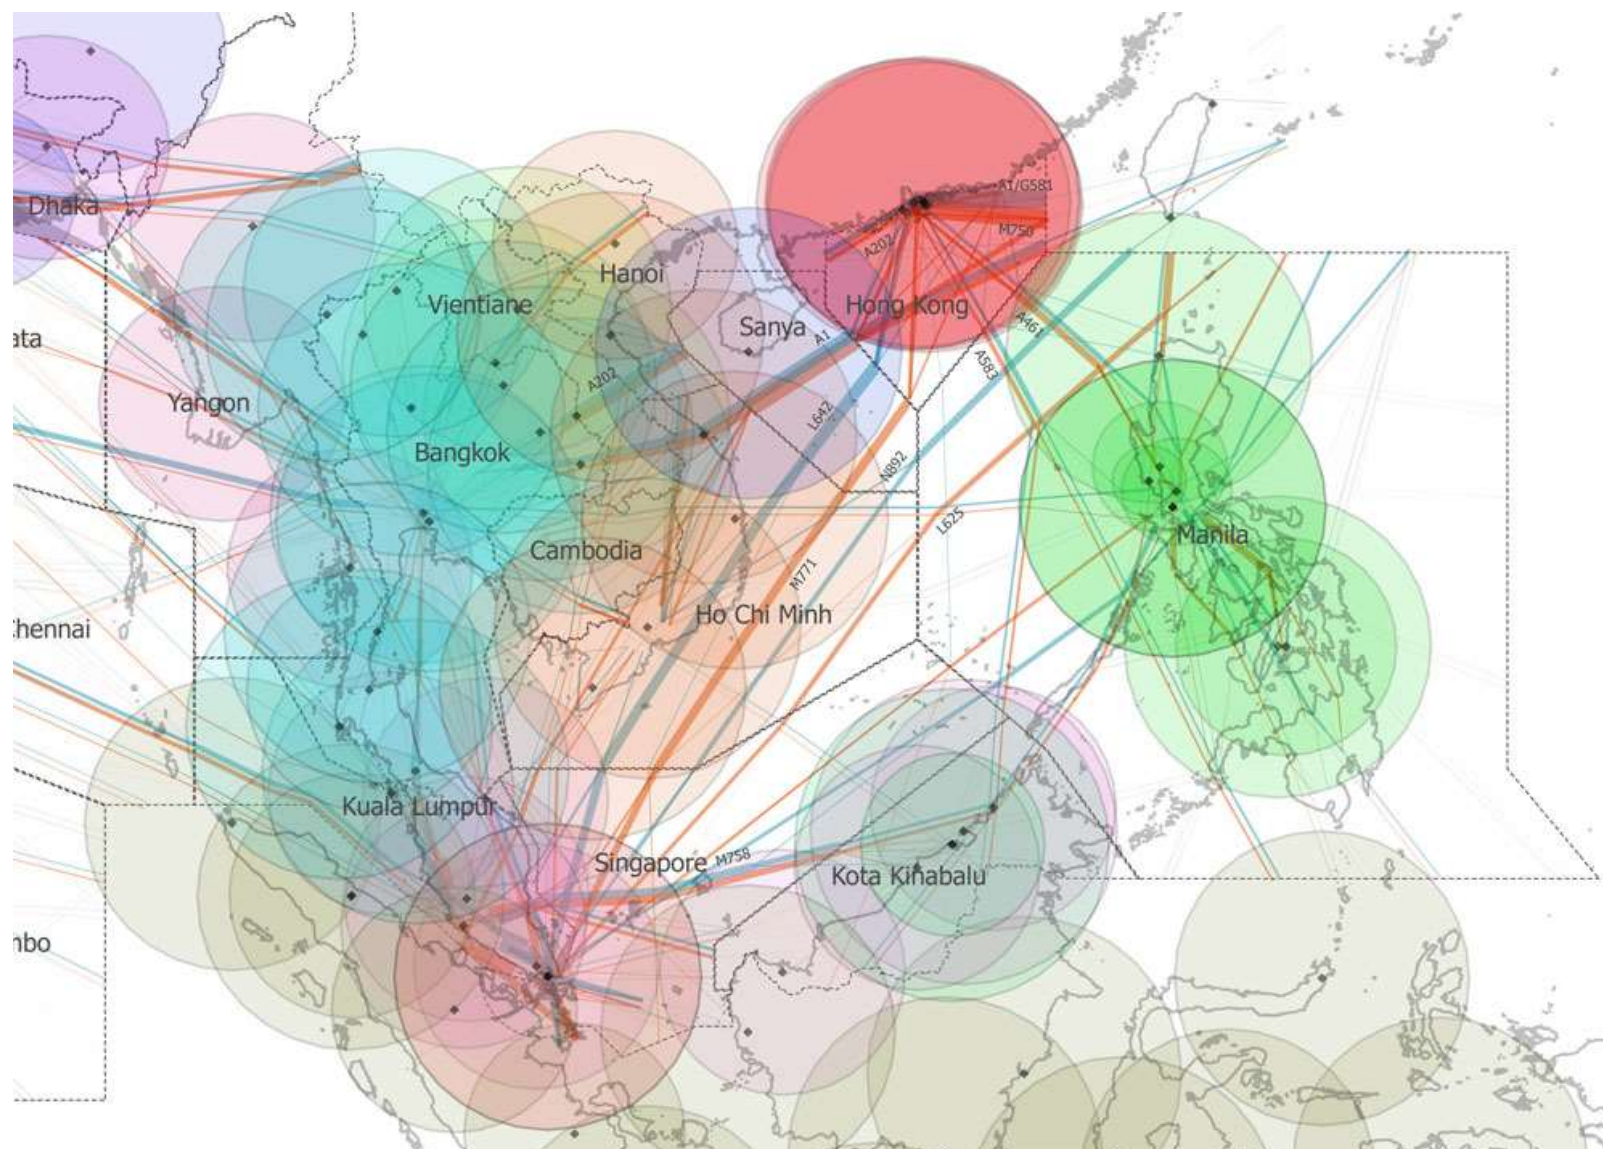 A1/G581
Dhaka
M750
A202
Hanoi
Vientiane
Hong Kong
Sanya
A461
ata
A1
A583
A202
Yangon
L642
Bangkok
N892
L625
Manila
Cambodia
M771
Ho Chi Minh
hennai
Kuala Lumpur
Singapore
M758
Kota Kinabalu
mbo